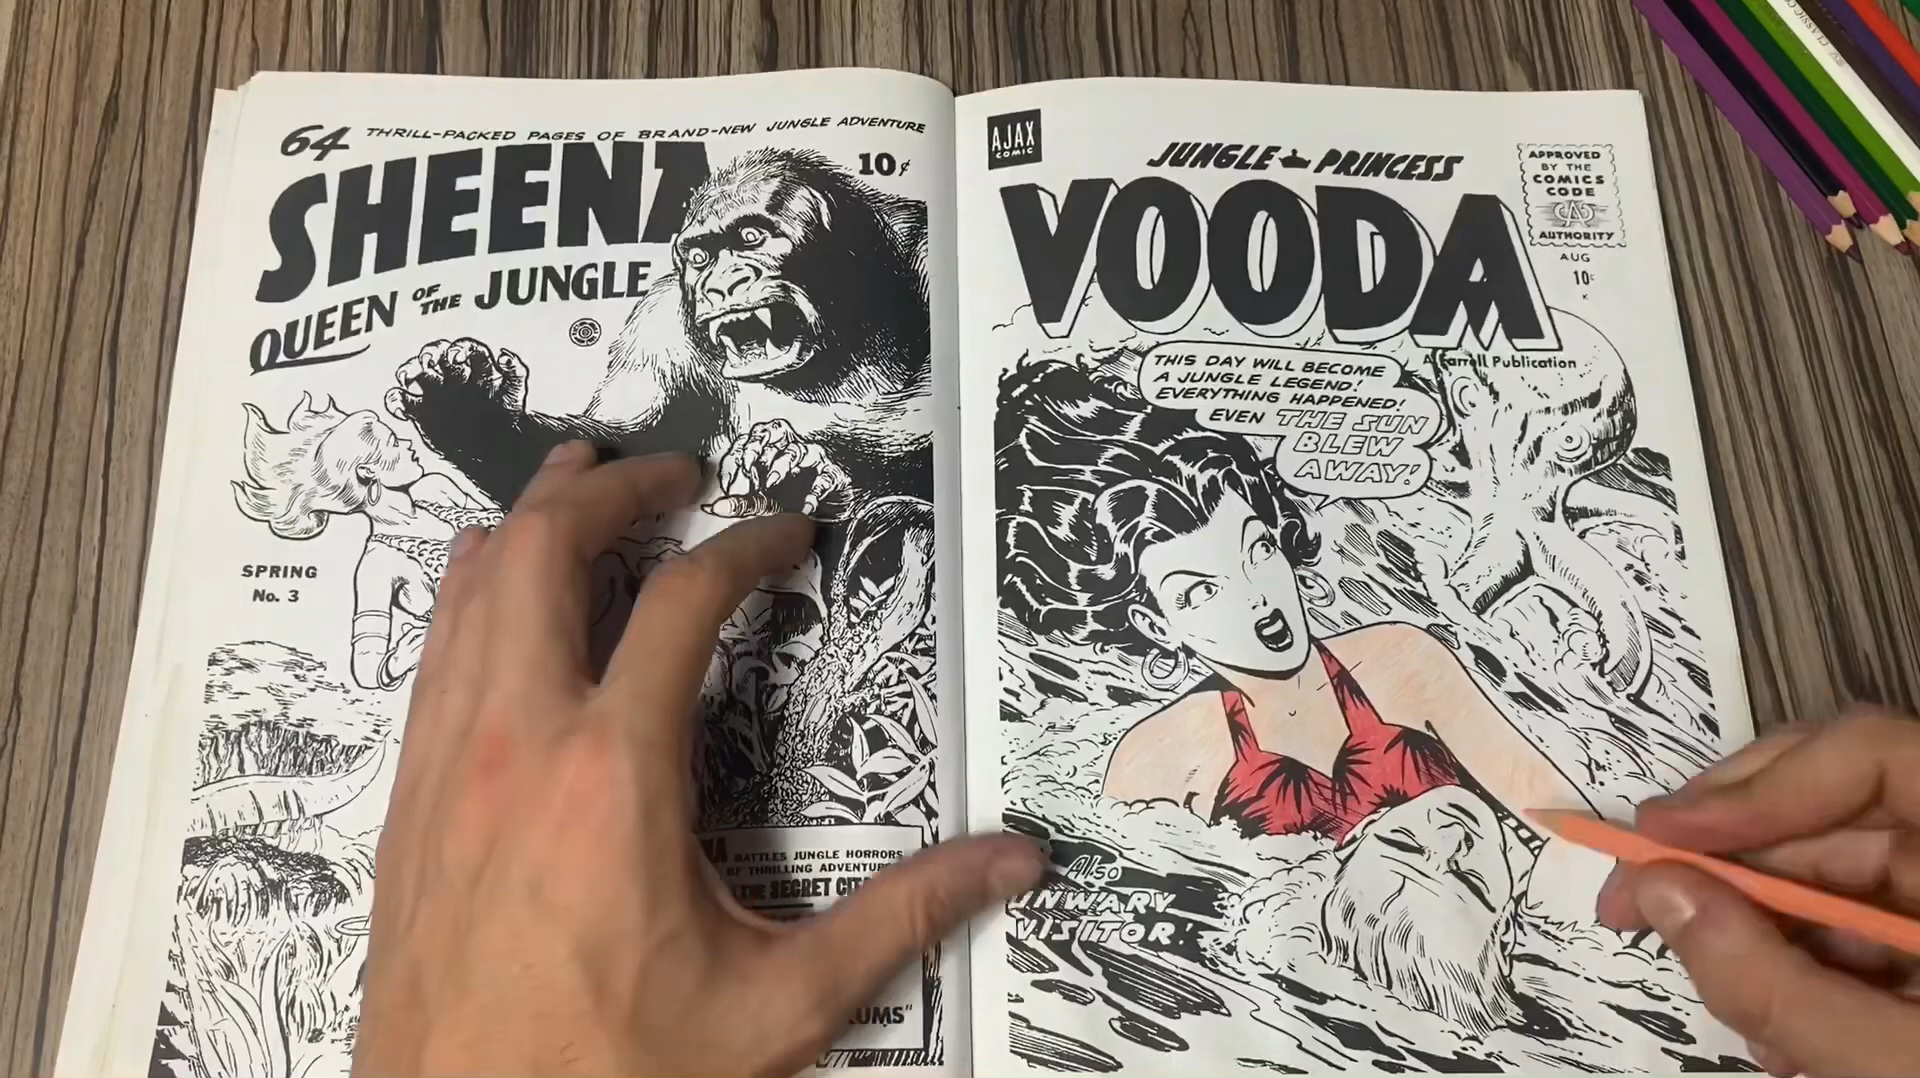 64 THRILL-PACKED PAGES OF BRAND-NEW JUNGLE ADVENTURE
SHEENA
10¢
QUEEN OF THE JUNGLE
SPRING
No. 3
BATTLES JUNGLE HORRORS
OF THRILLING
THE SECRET
AJAX
COMIC
JUNGLE PRINCESS
VOODA
APPROVED
BY THE
COMICS
CODE
AUTHORITY
AUG
10¢
K
A Farrell Publication
THIS DAY WILL BECOME
A JUNGLE LEGEND!
EVERYTHING HAPPENED!
EVEN THE SUN
BLEW
AWAY!
Also
UNWARY
VISITOR!